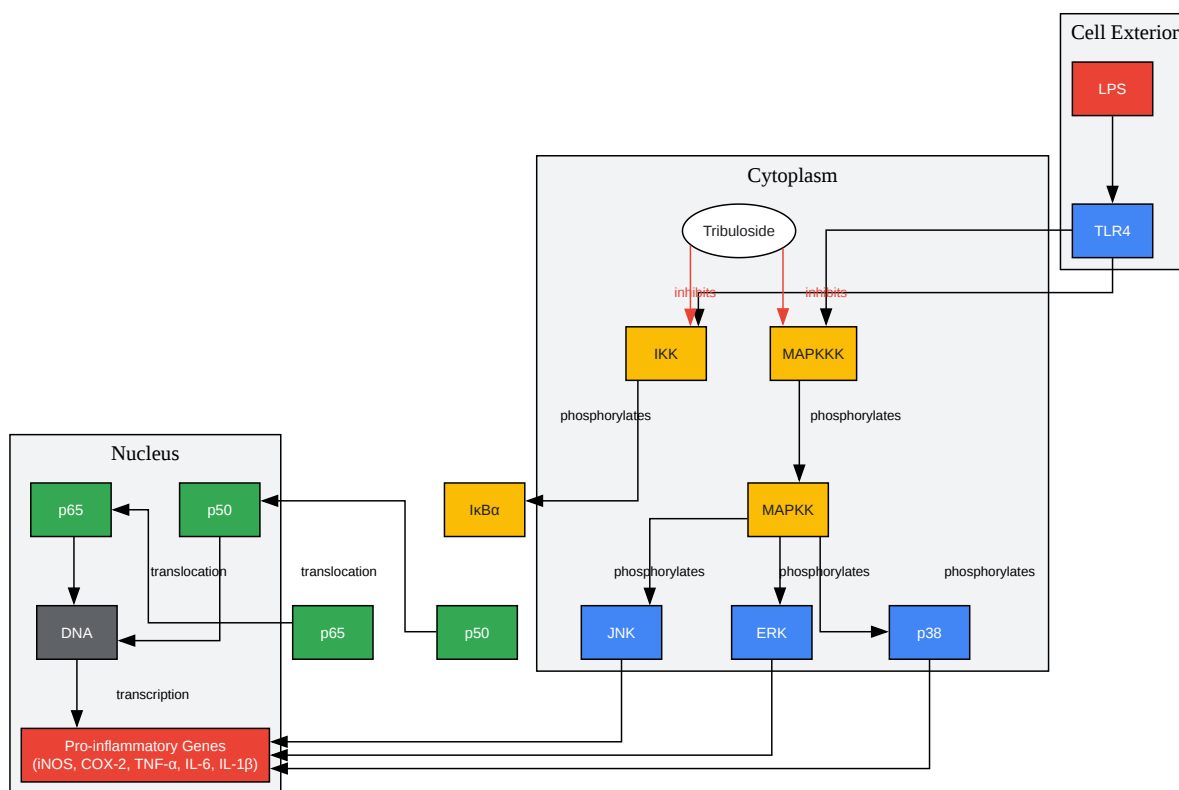 Cell Exterior
LPS
Cytoplasm
Tribuloside
TLR4
inhibits
inhibits
IKK
MAPKKK
phosphorylates
phosphorylates
Nucleus
p65
p50
IκBα
MAPKK
translocation
translocation
phosphorylates
phosphorylates
phosphorylates
DNA
p65
p50
JNK
ERK
p38
transcription
Pro-inflammatory Genes
(iNOS, COX-2, TNF-α, IL-6, IL-1β)